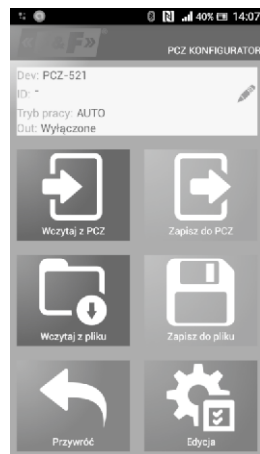 40% 14:07
«F&F»®
PCZ KONFIGURATOR
Dev: PCZ-521
ID: -
Tryb pracy: AUTO
Out: Wyłączone
Wczytaj z PCZ
Zapisz do PCZ
Wczytaj z pliku
Zapisz do pliku
Przywróć
Edycja